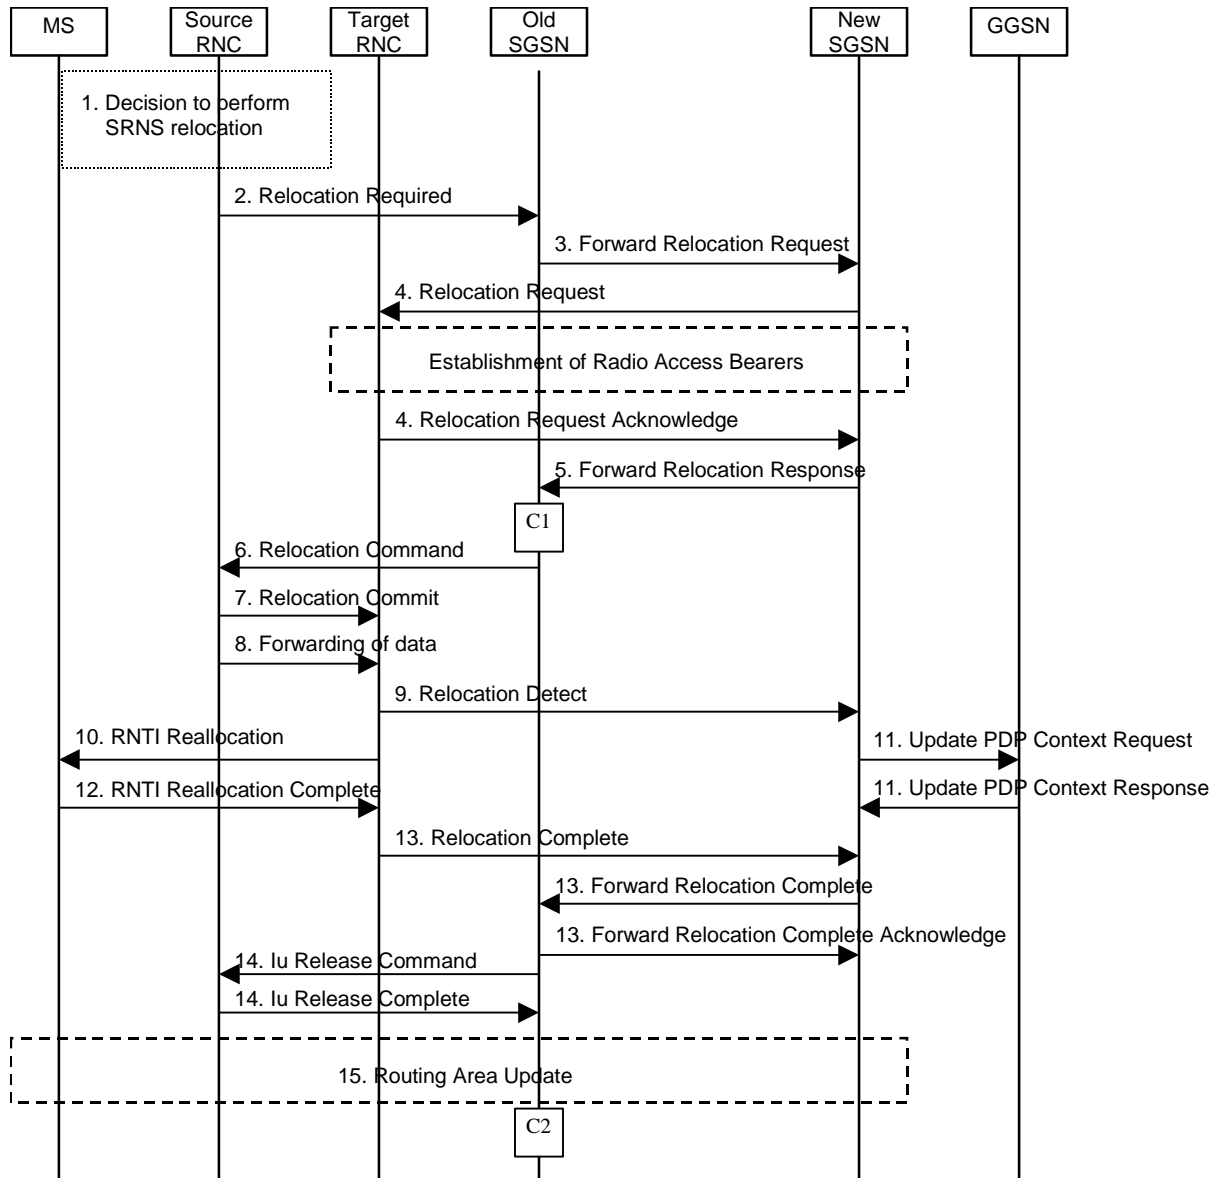 MS
Source
RNC
Target
RNC
Old
SGSN
New
SGSN
GGSN
1. Decision to perform
SRNS relocation
2. Relocation Required
3. Forward Relocation Request
4. Relocation Request
Establishment of Radio Access Bearers
4. Relocation Request Acknowledge
5. Forward Relocation Response
C1
6. Relocation Command
7. Relocation Commit
8. Forwarding of data
9. Relocation Detect
10. RNTI Reallocation
11. Update PDP Context Request
12. RNTI Reallocation Complete
11. Update PDP Context Response
13. Relocation Complete
13. Forward Relocation Complete
13. Forward Relocation Complete Acknowledge
14. Iu Release Command
14. Iu Release Complete
15. Routing Area Update
C2